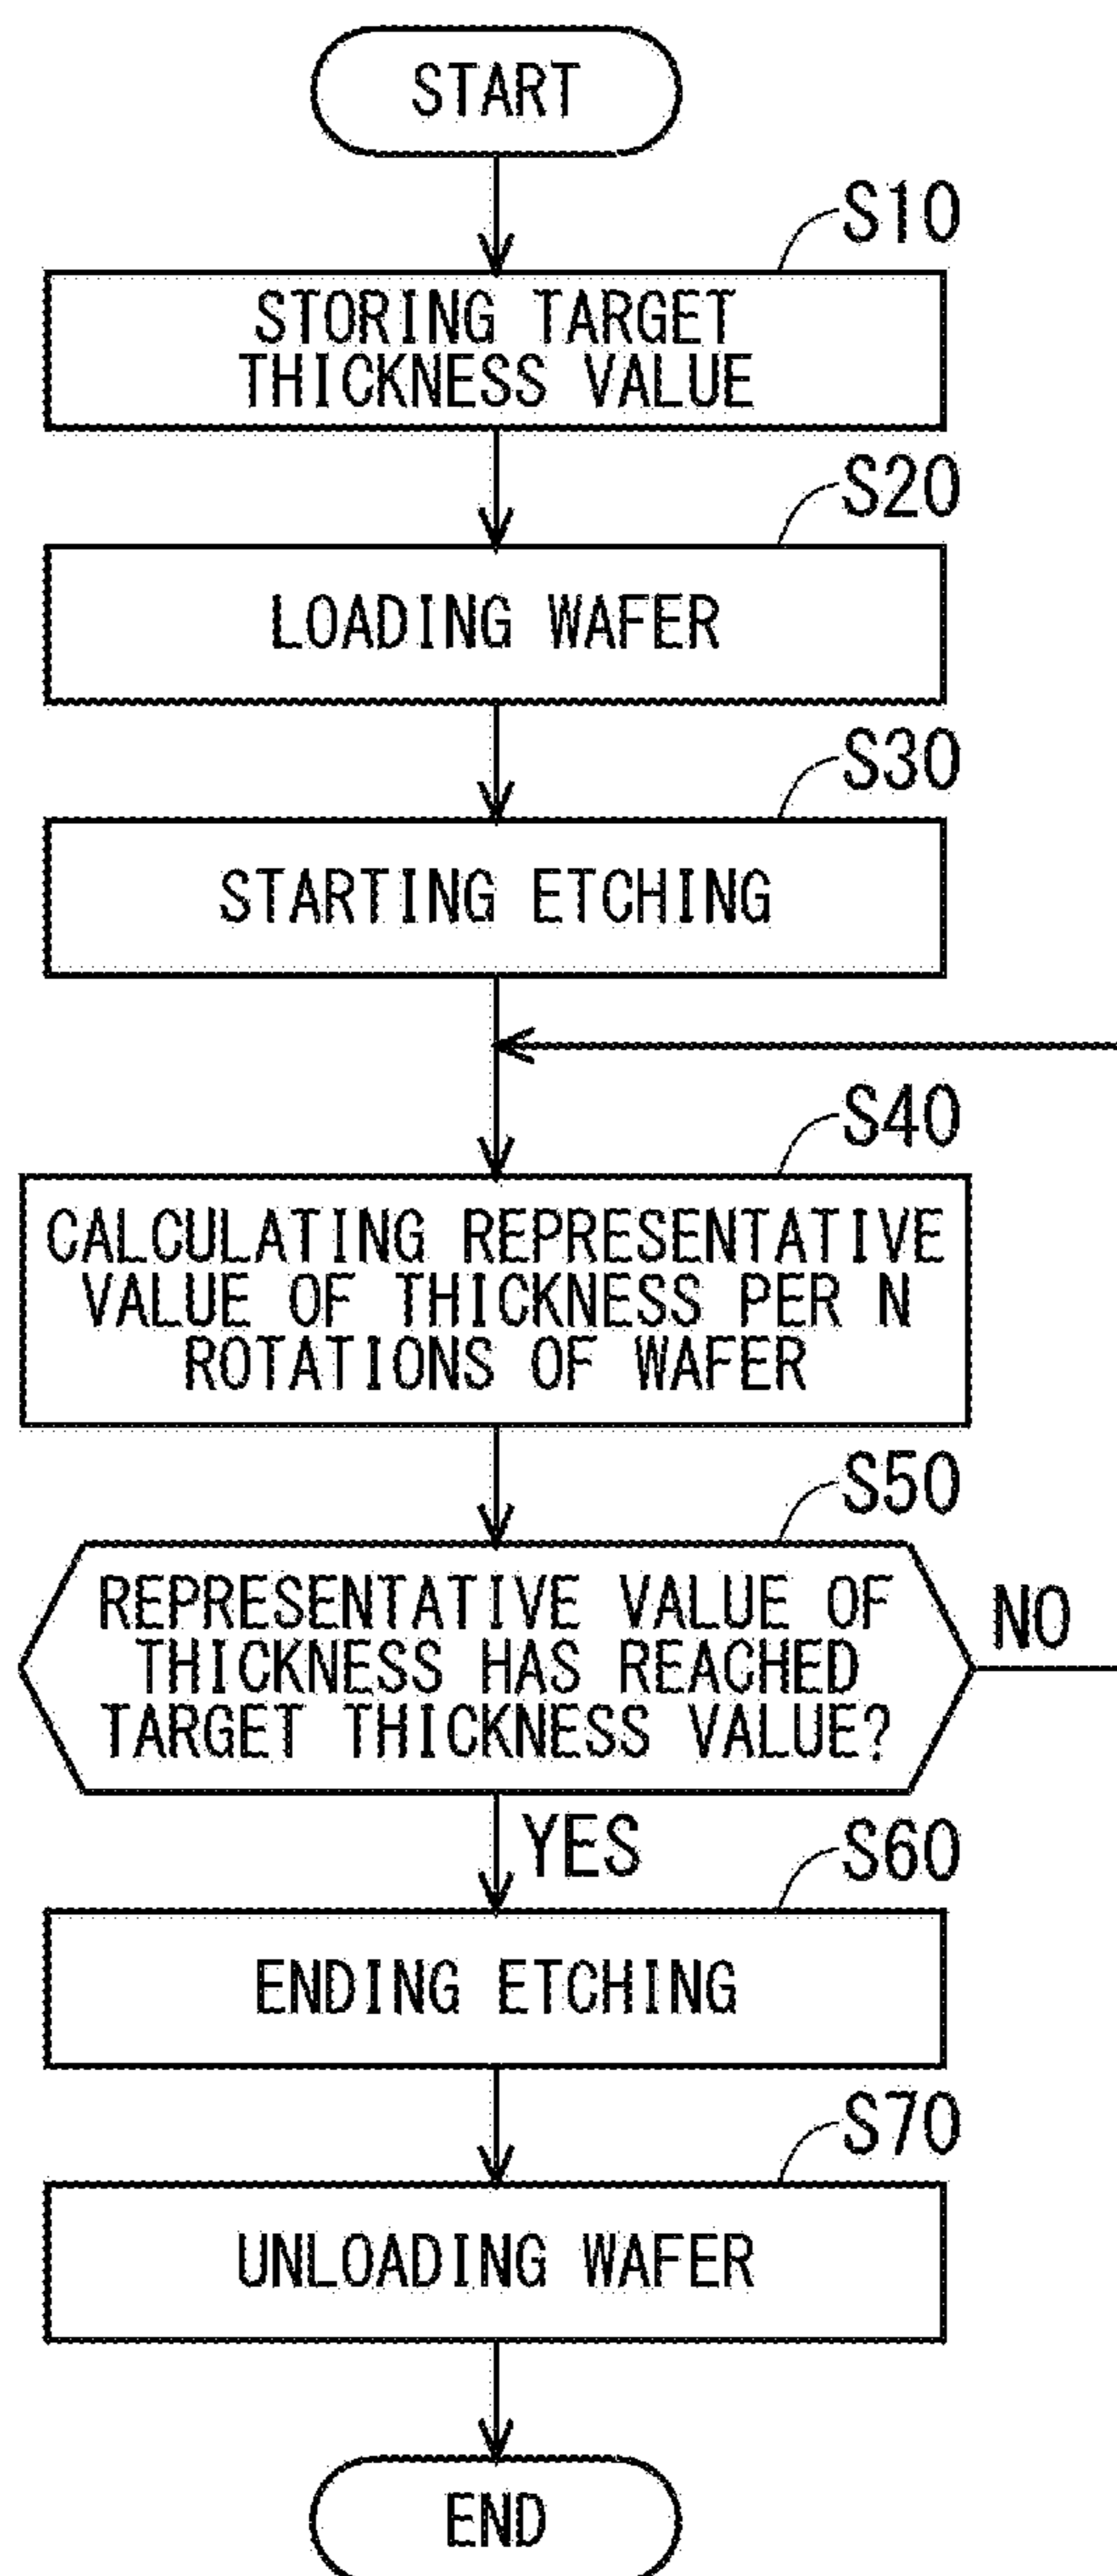 START
S10
STORING TARGET
THICKNESS VALUE
S20
LOADING WAFER
S30
STARTING ETCHING
S40
CALCULATING REPRESENTATIVE
VALUE OF THICKNESS PER N
ROTATIONS OF WAFER
S50
REPRESENTATIVE VALUE OF
THICKNESS HAS REACHED
TARGET THICKNESS VALUE?
NO
YES
S60
ENDING ETCHING
S70
UNLOADING WAFER
END